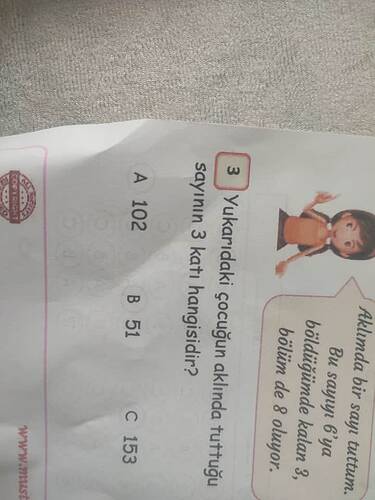 Aklımda bir sayı tuttum.
Bu sayıyı 6'ya
böldüğümde kalan 3,
bölüm de 8 oluyor.
3 Yukarıdaki çocuğun aklında tuttuğu
sayının 3 katı hangisidir?
A 102 B 51 C 153